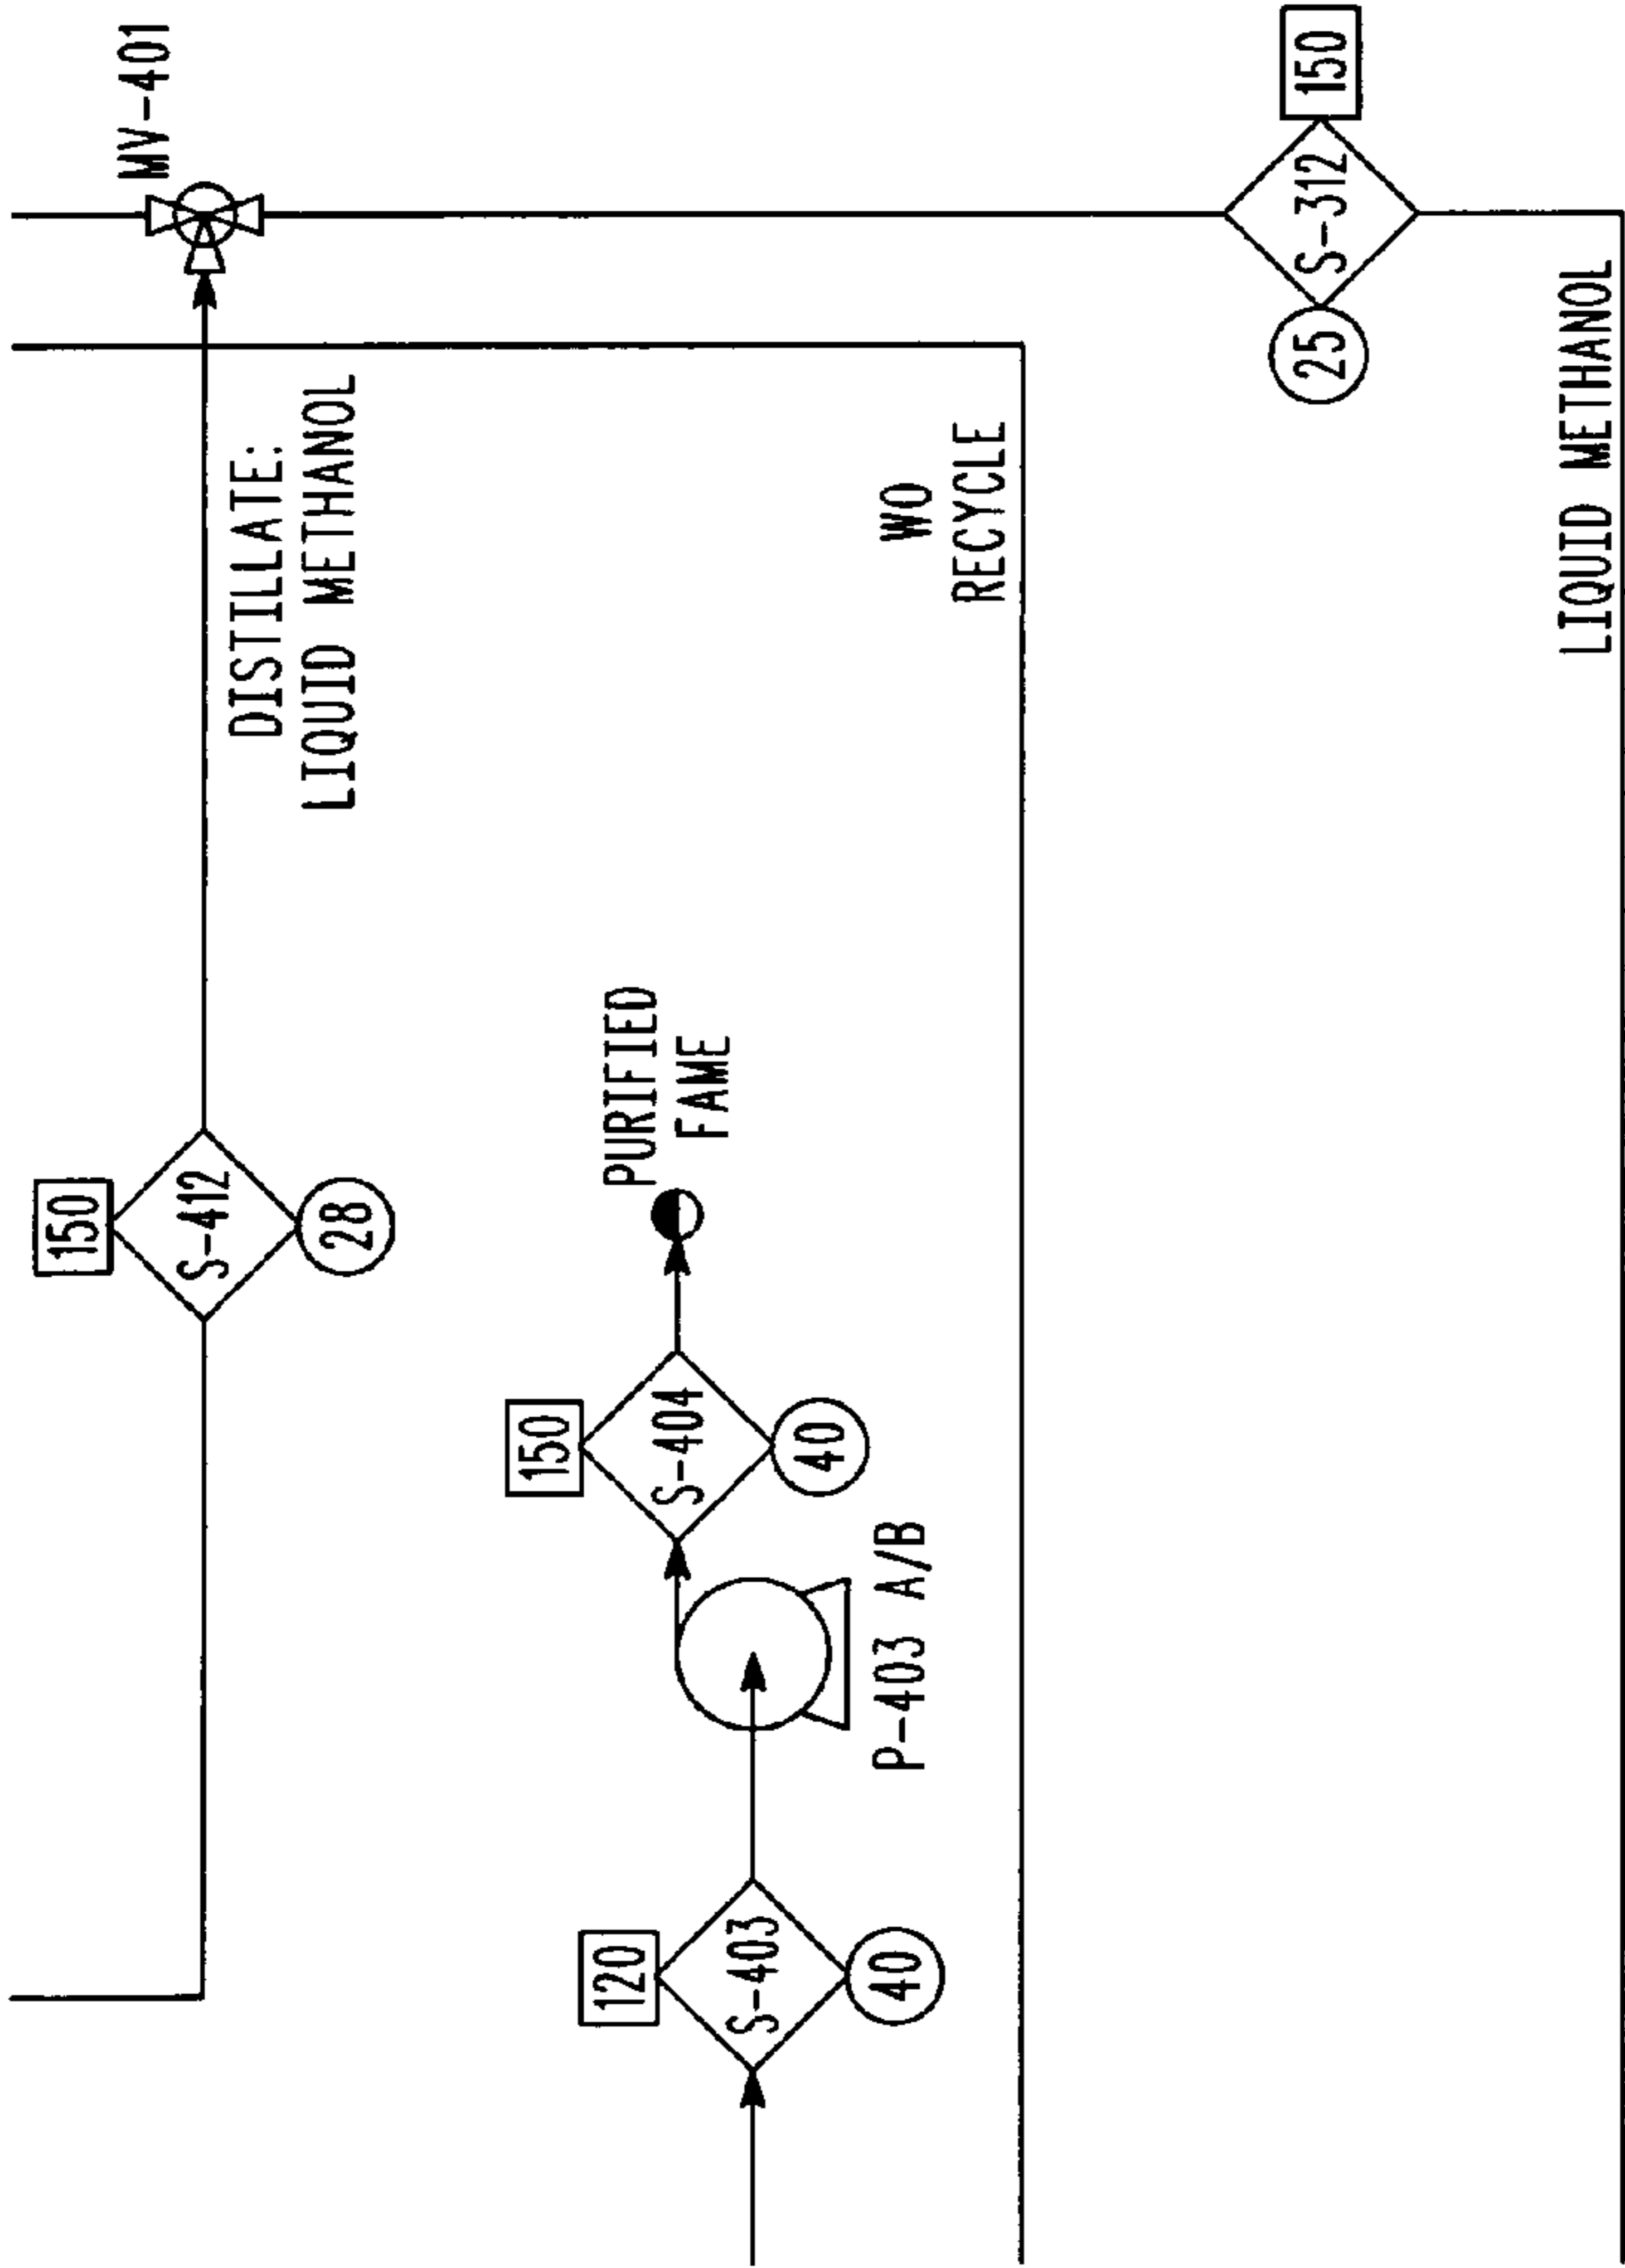 MV-401
150
S-412
28
DISTILLATE:
LIQUID METHANOL
PURIFIED
FAME
150
S-404
40
120
S-403
40
P-403 A/B
WO
RECYCLE
150
S-312
25
LIQUID METHANOL